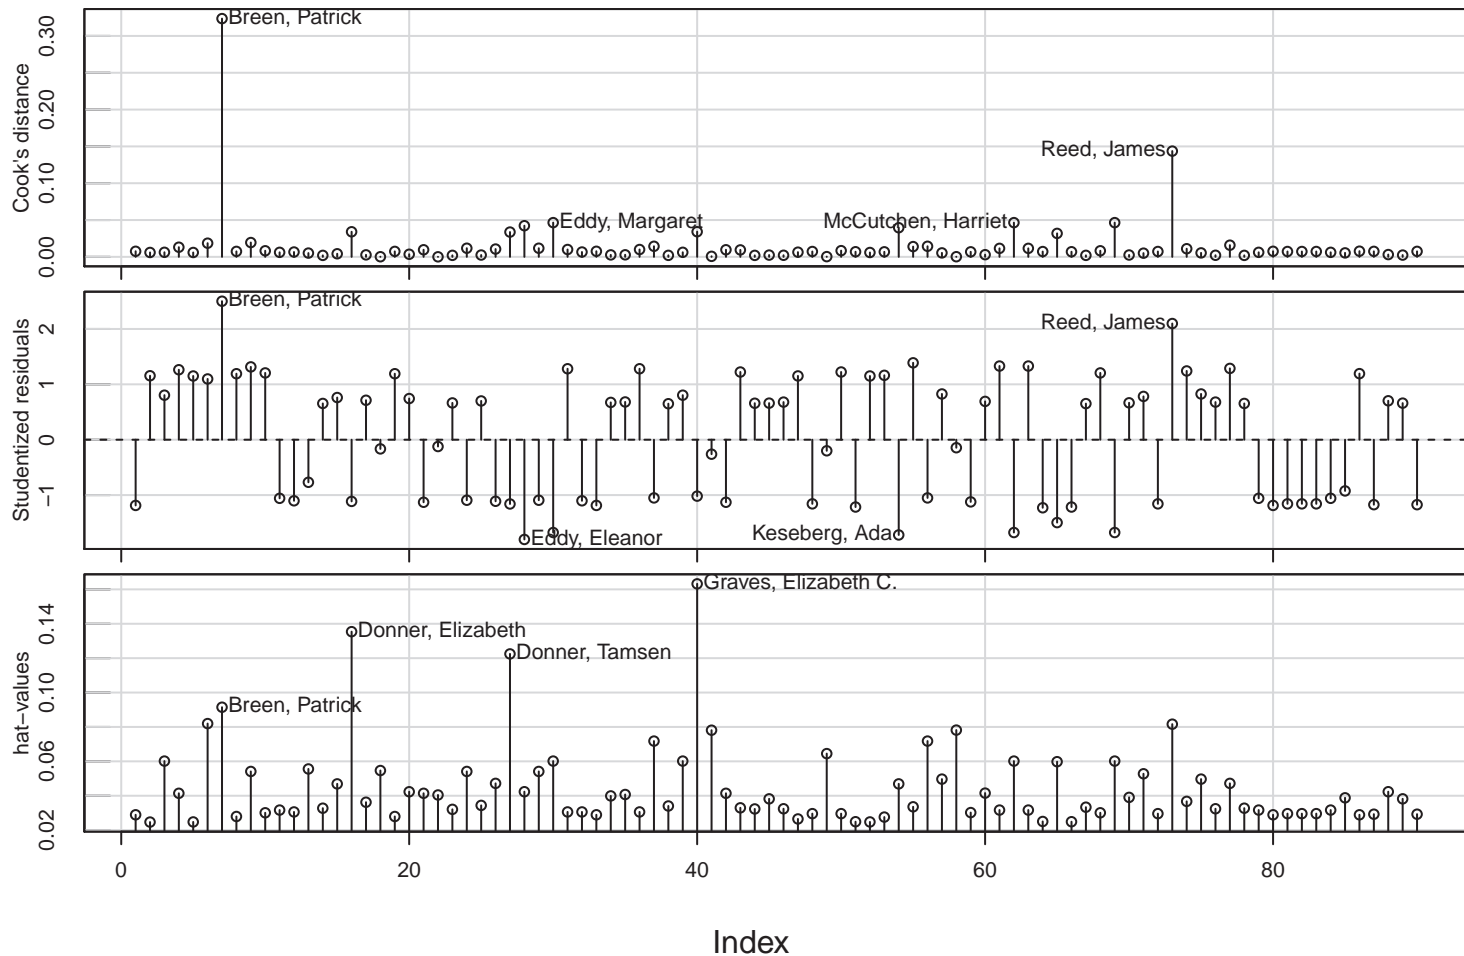 Cook's distance
0.30
0.20
0.10
0.00
Breen, Patrick
Reed, James
Eddy, Margaret
McCutchen, Harriet
Studentized residuals
2
1
0
−1
Breen, Patrick
Reed, James
Eddy, Eleanor
Keseberg, Ada
hat−values
0.14
0.10
0.06
0.02
Graves, Elizabeth C.
Donner, Elizabeth
Donner, Tamsen
Breen, Patrick
0 20 40 60 80
Index